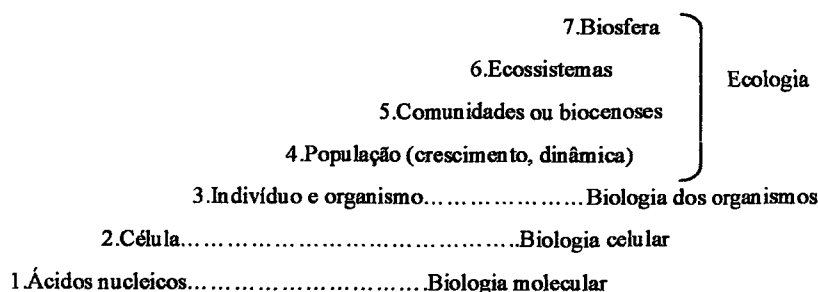 7.Biosfera
6.Ecossistemas
Ecologia
5.Comunidades ou biocenoses
4.População (crescimento, dinâmica)
3.Indivíduo e organismo…………………Biologia dos organismos
2.Célula…………………………………..Biologia celular
1.Ácidos nucleicos……………………….Biologia molecular